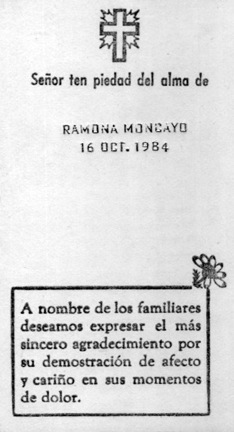 Señor ten piedad del alma de
RAMONA MONCAYO
16 OCT. 1984
A nombre de los familiares
deseamos expresar el más
sincero agradecimiento por
su demostración de afecto
y cariño en sus momentos
de dolor.